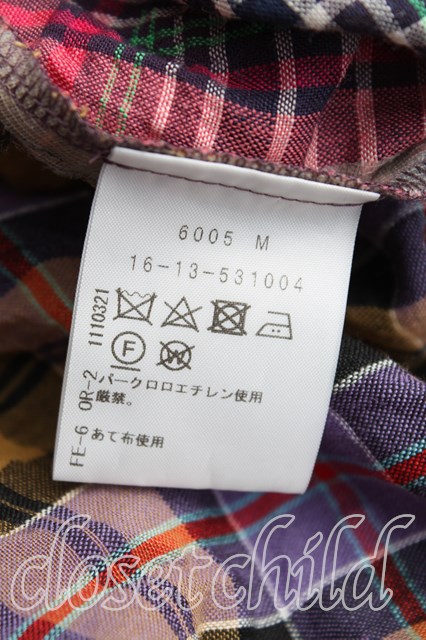 6005 M
16-13-531004
F
W
パークロロエチレン使用
厳禁。
あて布使用
FE-6 OR-2 1110321
closetchild